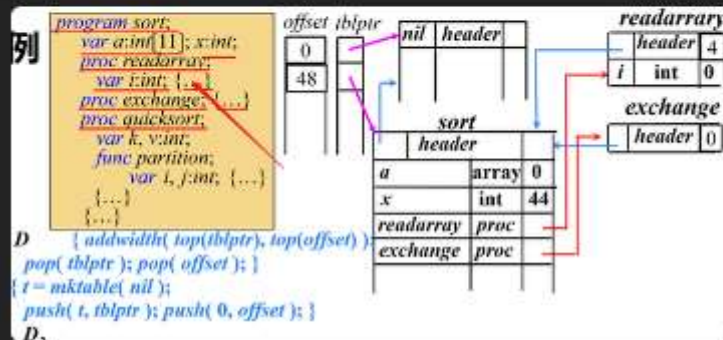 例
program sort;
var a:int[11]; x:int;
proc readarray;
var i:int; {…}
proc exchange; {…}
proc quicksort;
var k, v:int;
func partition;
var i, j:int; {…}
{…}
{…}
D { addwidth( top(tblptr), top(offset) );
pop( tblptr ); pop( offset ); }
{ t = mktable( nil );
push( t, tblptr ); push( 0, offset ); }
D
offset tblptr
0
48
nil header
sort
header
a array 0
x int 44
readarray proc
exchange proc
readarrary
header 4
i int 0
exchange
header 0